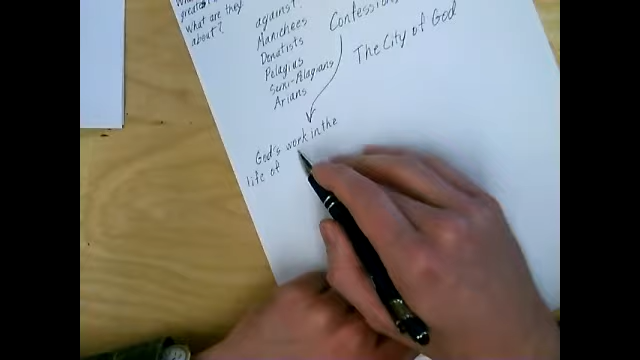 what are they
about?
against:
Manichees
Donatists
Pelagius
Semi-Pelagians
Arians
Confessions
The City of God
God's work in the
life of